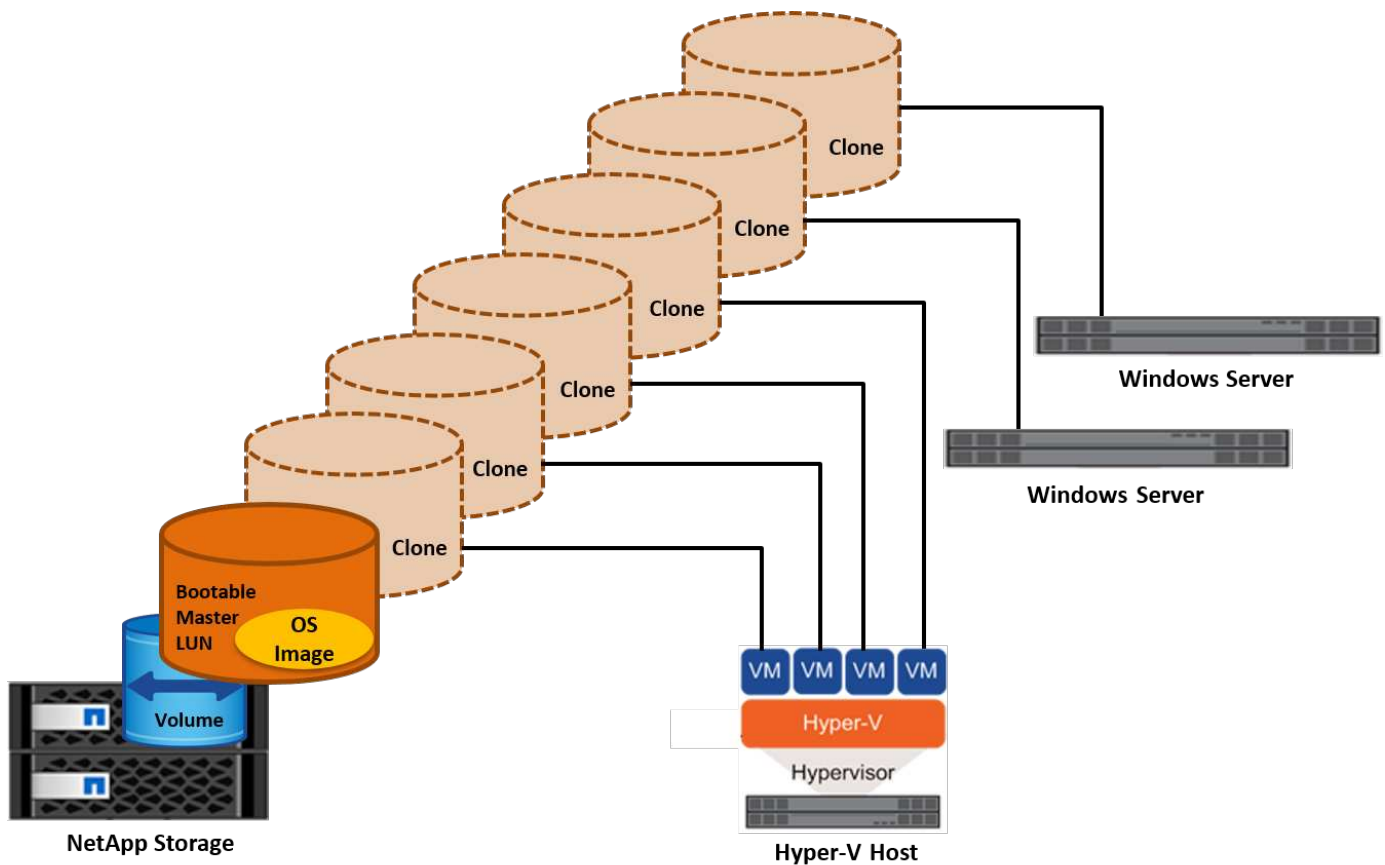 Clone
Clone
Clone
Clone
Clone
Clone
Windows Server
Windows Server
Bootable
Master
LUN
OS
Image
Volume
NetApp Storage
VM VM VM VM
Hyper-V
Hypervisor
Hyper-V Host